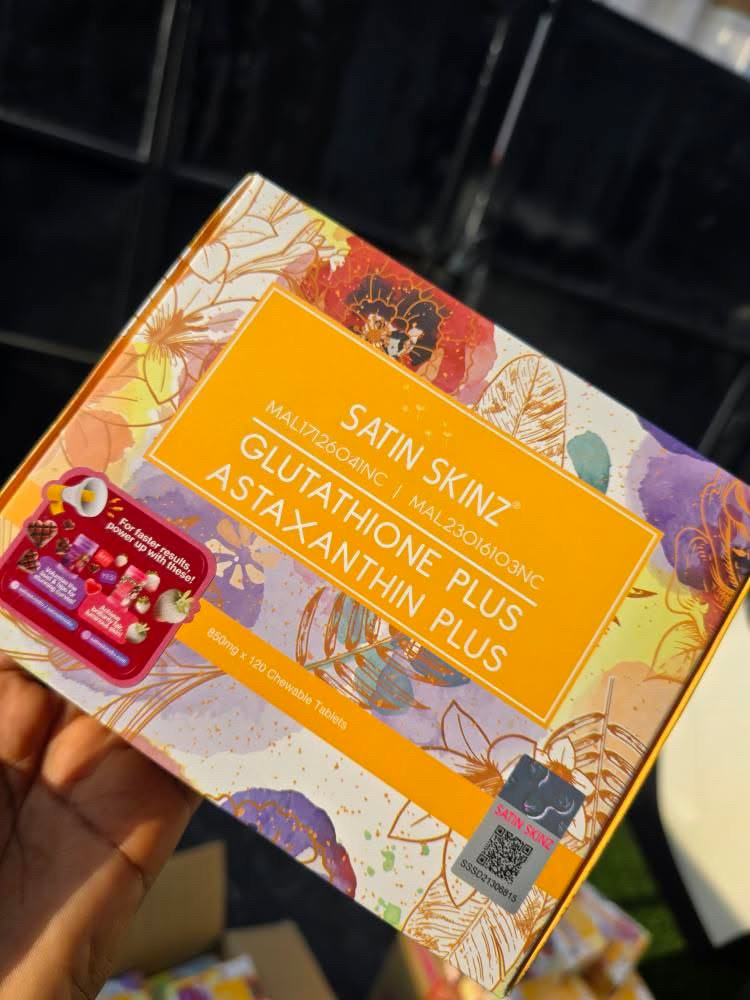 SATIN SKINZ®
MAL17126041NC | MAL23016103NC
GLUTATHIONE PLUS
ASTAXANTHIN PLUS
For faster results,
power up with these!
850mg x 120 Chewable Tablets
SATIN SKINZ
SSSD21306815